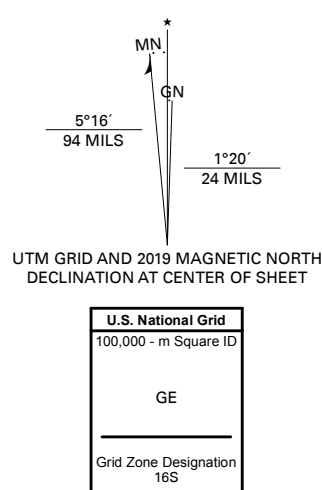 MN
GN
5°16´
94 MILS
1°20´
24 MILS
UTM GRID AND 2019 MAGNETIC NORTH
DECLINATION AT CENTER OF SHEET
U.S. National Grid
100,000 - m Square ID
GE
Grid Zone Designation
16S